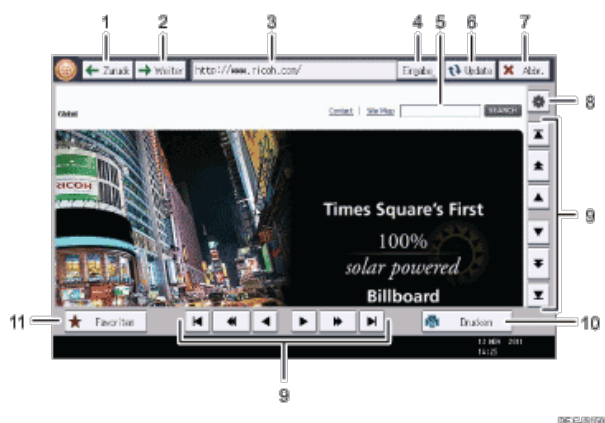 1 2 3 4 5 6 7
Zurück Weiter http://www.ricoh.com/ Eingabe Update Abbr.
8
Global Contact Site Map SEARCH
RICOH
9
Times Square's First
100%
solar powered
Billboard
11 Favoriten Drucken 10
9
2011